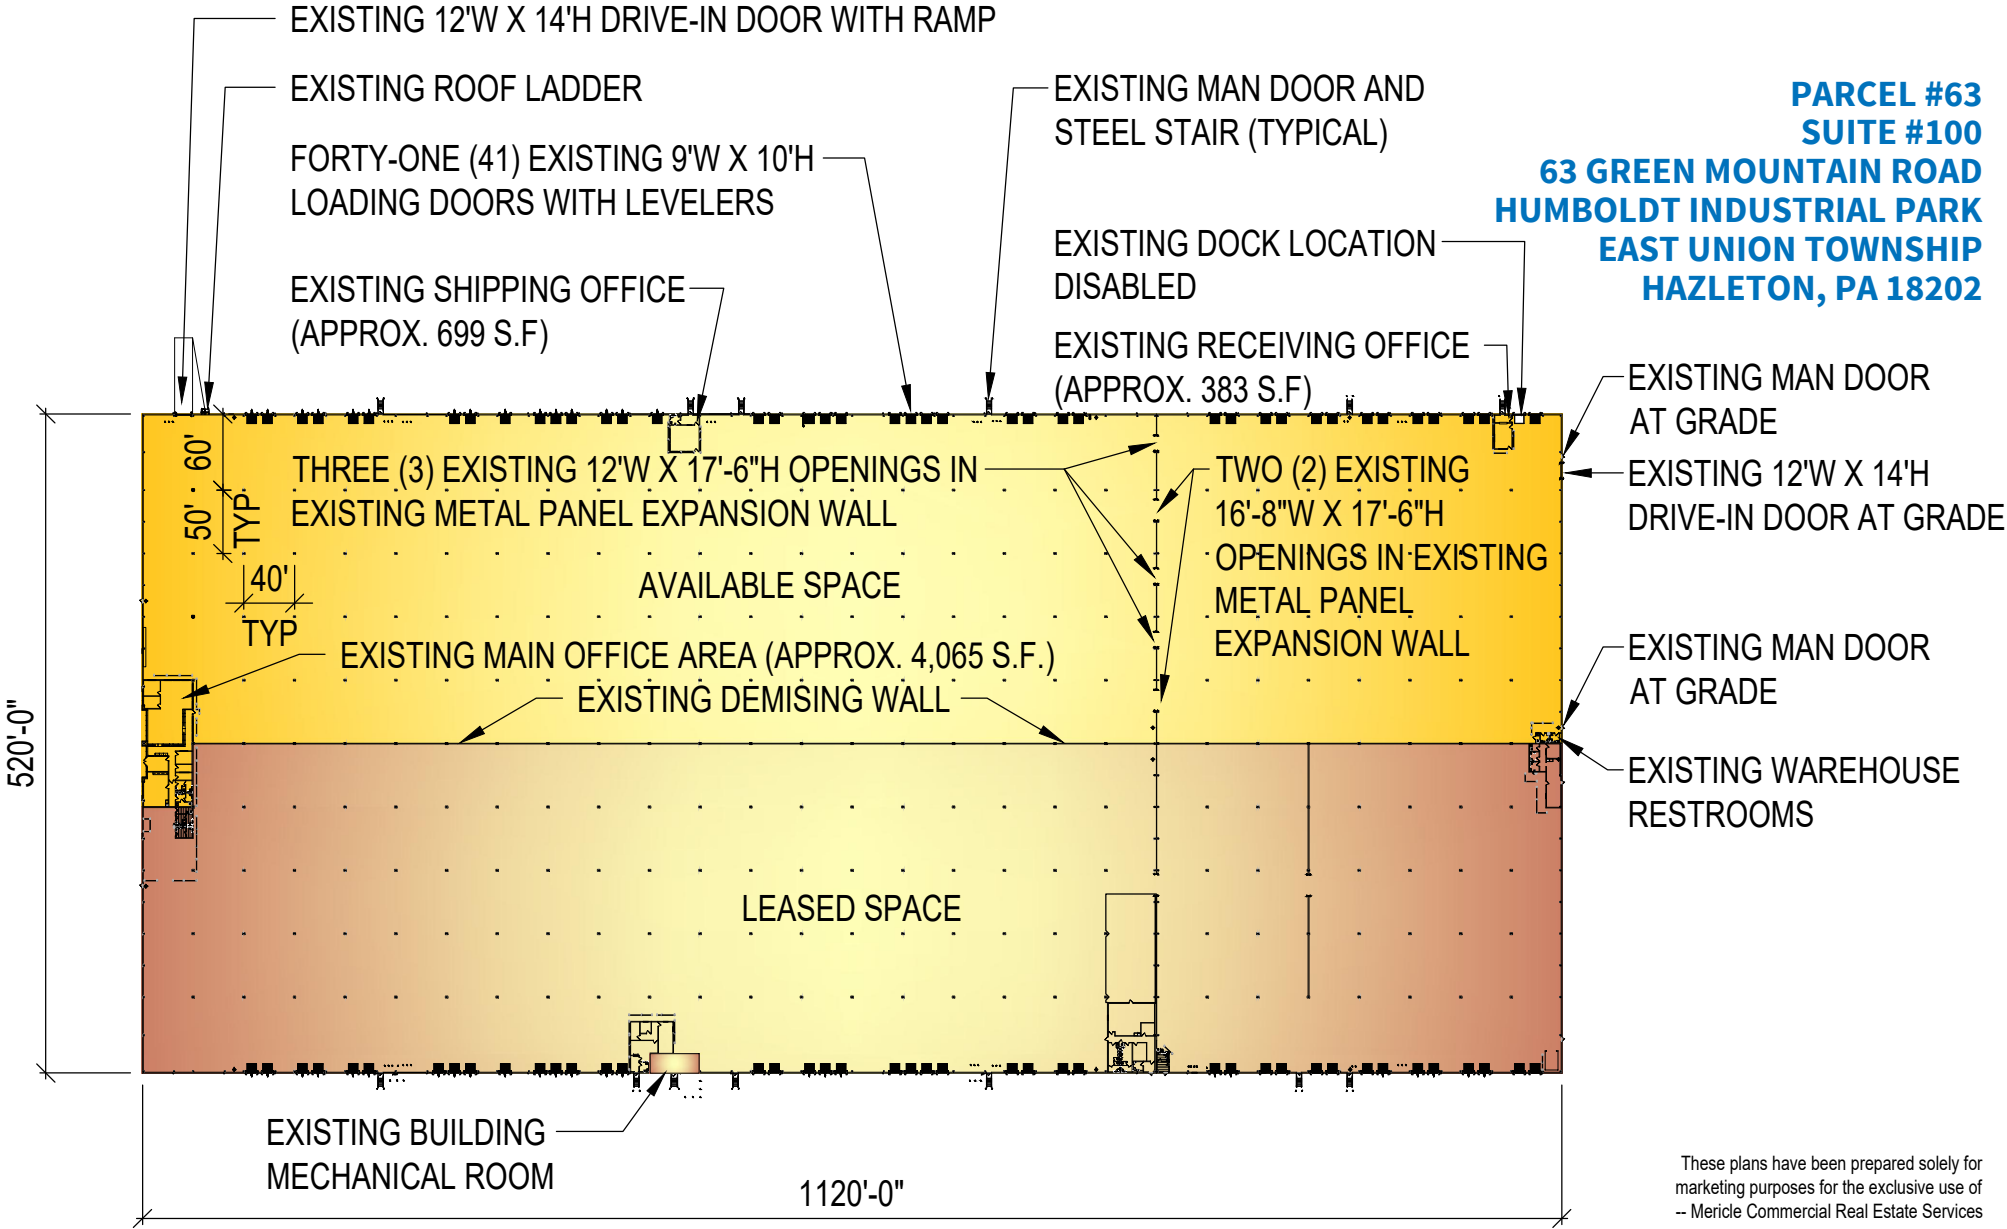 EXISTING 12'W X 14'H DRIVE-IN DOOR WITH RAMP
EXISTING ROOF LADDER
FORTY-ONE (41) EXISTING 9'W X 10'H
LOADING DOORS WITH LEVELERS
EXISTING SHIPPING OFFICE
(APPROX. 699 S.F)
EXISTING MAN DOOR AND
STEEL STAIR (TYPICAL)
EXISTING DOCK LOCATION
DISABLED
EXISTING RECEIVING OFFICE
(APPROX. 383 S.F)
PARCEL #63
SUITE #100
63 GREEN MOUNTAIN ROAD
HUMBOLDT INDUSTRIAL PARK
EAST UNION TOWNSHIP
HAZLETON, PA 18202
EXISTING MAN DOOR
AT GRADE
EXISTING 12'W X 14'H
DRIVE-IN DOOR AT GRADE
60'
50'
TYP
40'
TYP
THREE (3) EXISTING 12'W X 17'-6"H OPENINGS IN
EXISTING METAL PANEL EXPANSION WALL
TWO (2) EXISTING
16'-8"W X 17'-6"H
OPENINGS IN EXISTING
METAL PANEL
EXPANSION WALL
AVAILABLE SPACE
EXISTING MAIN OFFICE AREA (APPROX. 4,065 S.F.)
EXISTING DEMISING WALL
EXISTING MAN DOOR
AT GRADE
EXISTING WAREHOUSE
RESTROOMS
520'-0"
LEASED SPACE
EXISTING BUILDING
MECHANICAL ROOM
1120'-0"
These plans have been prepared solely for
marketing purposes for the exclusive use of
-- Mericle Commercial Real Estate Services